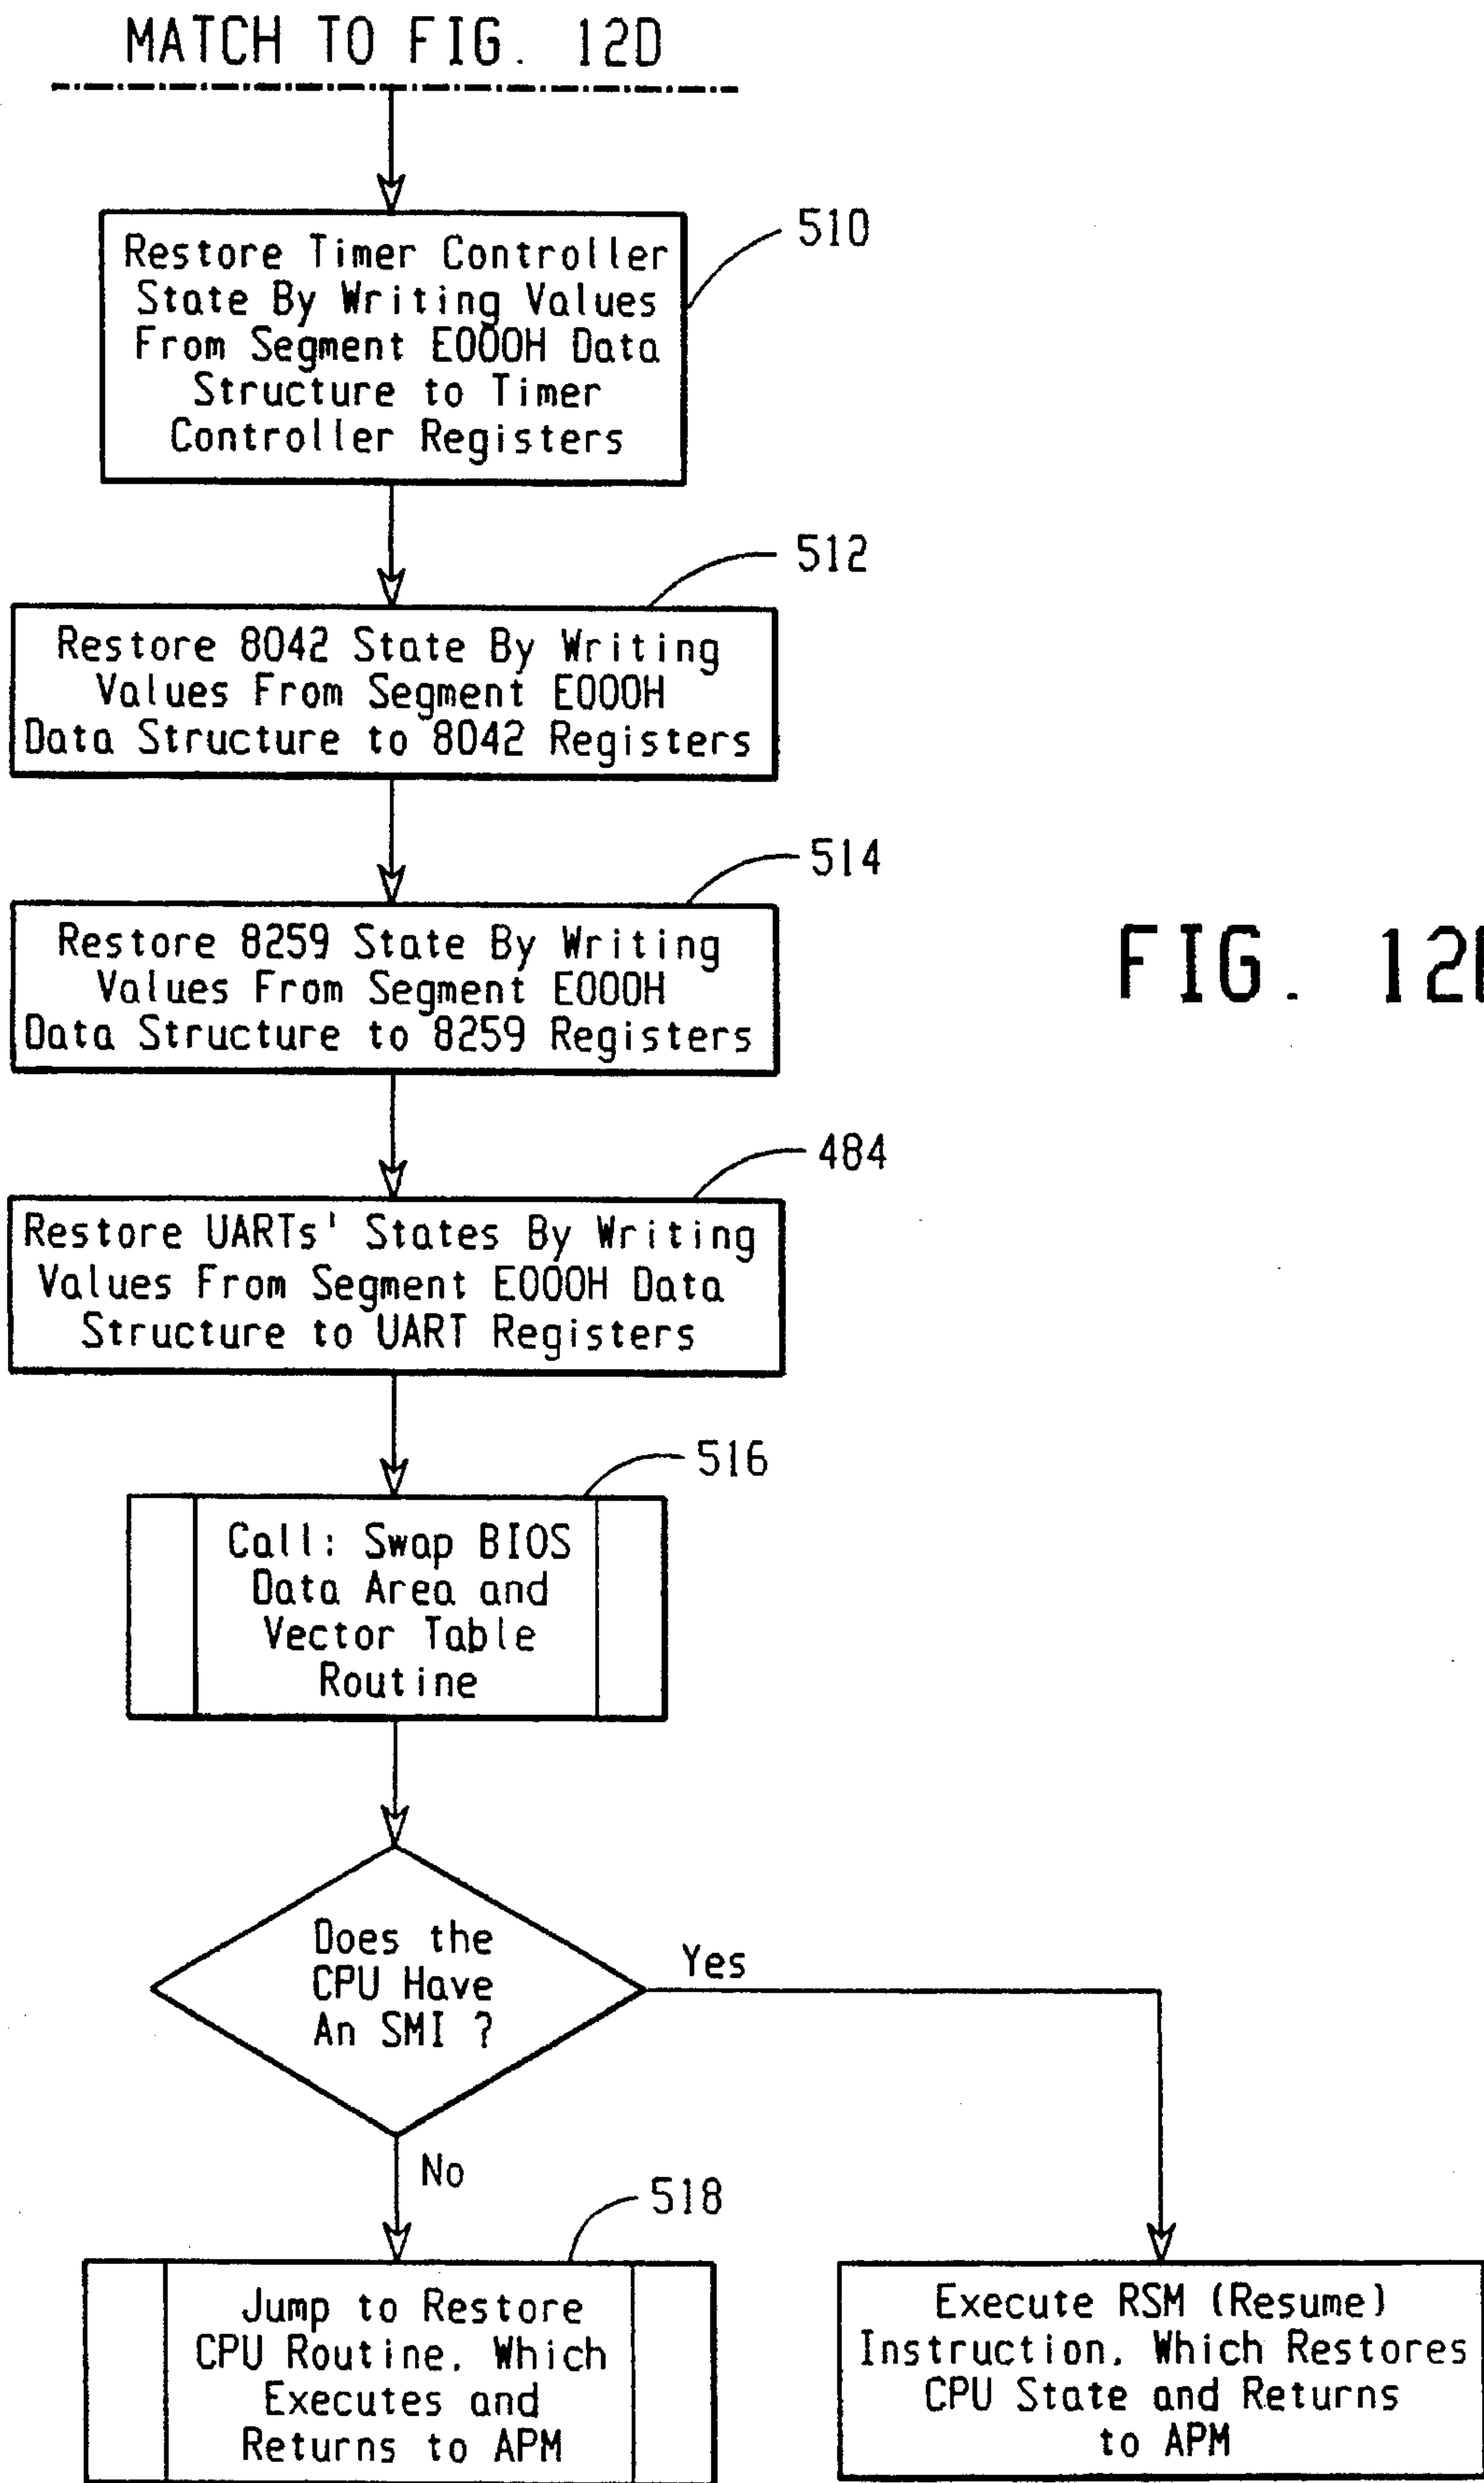 MATCH TO FIG. 12D
510
Restore Timer Controller
State By Writing Values
From Segment E000H Data
Structure to Timer
Controller Registers
512
Restore 8042 State By Writing
Values From Segment E000H
Data Structure to 8042 Registers
514
Restore 8259 State By Writing
Values From Segment E000H
Data Structure to 8259 Registers
FIG. 12
484
Restore UARTs' States By Writing
Values From Segment E000H Data
Structure to UART Registers
516
Call: Swap BIOS
Data Area and
Vector Table
Routine
Does the
CPU Have
An SMI ?
Yes
No
518
Jump to Restore
CPU Routine. Which
Executes and
Returns to APM
Execute RSM (Resume)
Instruction. Which Restores
CPU State and Returns
to APM